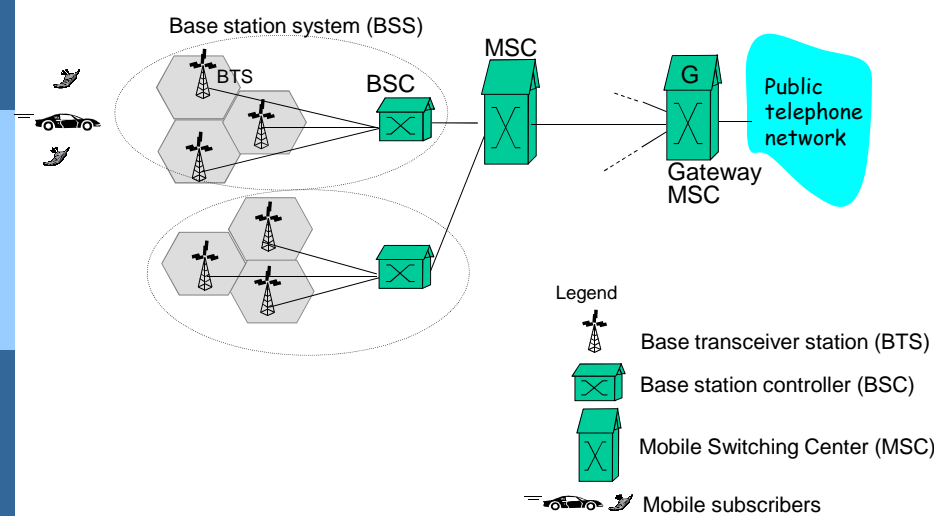 Base station system (BSS)
BTS
BSC
MSC
G
Gateway
MSC
Public
telephone
network
Legend
Base transceiver station (BTS)
Base station controller (BSC)
Mobile Switching Center (MSC)
Mobile subscribers